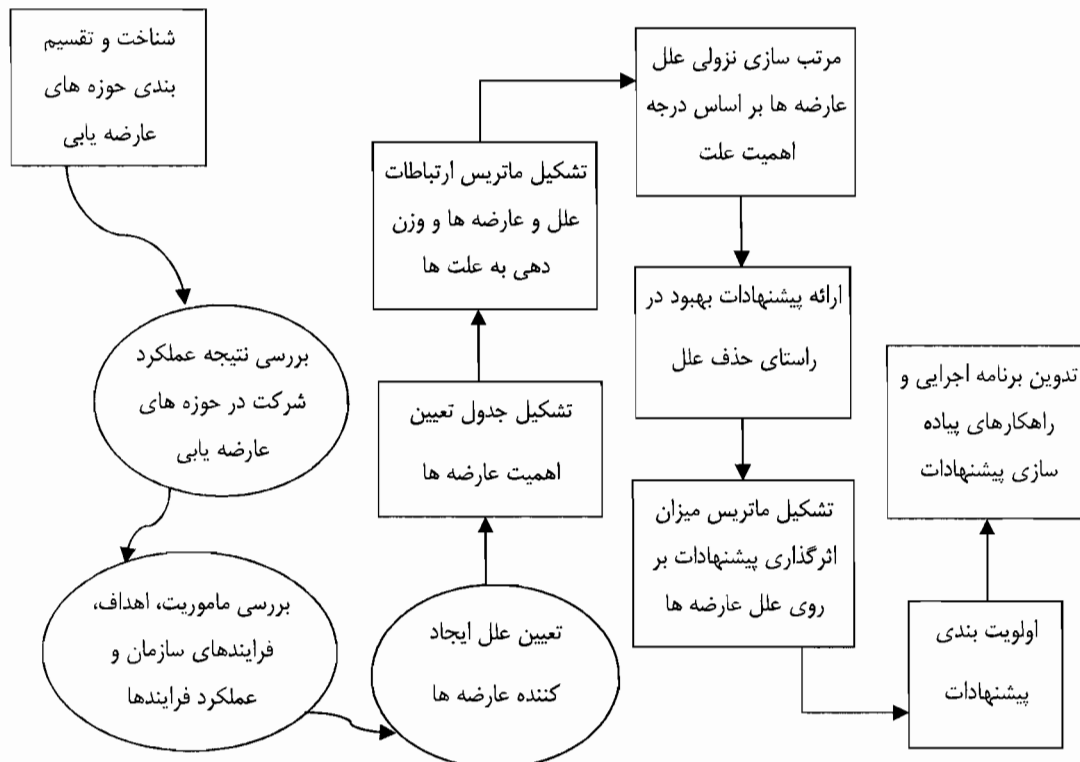 شناخت و تقسیم
بندی حوزه های
عارضه یابی
بررسی نتیجه عملکرد
شرکت در حوزه های
عارضه یابی
بررسی ماموریت، اهداف،
فرایندهای سازمان و
عملکرد فرایندها
تعیین علل ایجاد
کننده عارضه ها
تشکیل جدول تعیین
اهمیت عارضه ها
تشکیل ماتریس ارتباطات
علل و عارضه ها و وزن
دهی به علت ها
مرتب سازی نزولی علل
عارضه ها بر اساس درجه
اهمیت علت
ارائه پیشنهادات بهبود در
راستای حذف علل
تشکیل ماتریس میزان
اثرگذاری پیشنهادات بر
روی علل عارضه ها
اولویت بندی
پیشنهادات
تدوین برنامه اجرایی و
راهکارهای پیاده
سازی پیشنهادات